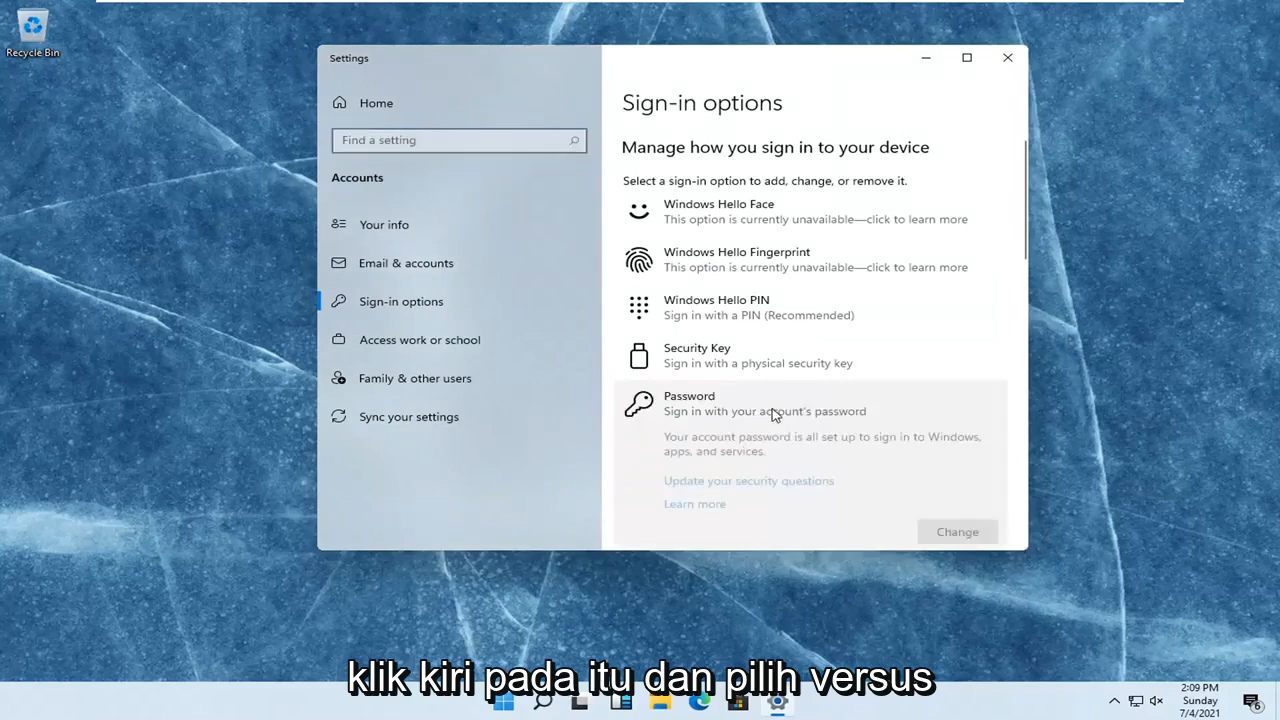 Recycle Bin
Settings
Home
Find a setting
Accounts
Your info
Email & accounts
Sign-in options
Access work or school
Family & other users
Sync your settings
Sign-in options
Manage how you sign in to your device
Select a sign-in option to add, change, or remove it.
Windows Hello Face
This option is currently unavailable—click to learn more
Windows Hello Fingerprint
This option is currently unavailable—click to learn more
Windows Hello PIN
Sign in with a PIN (Recommended)
Security Key
Sign in with a physical security key
Password
Sign in with your account's password
Your account password is all set up to sign in to Windows,
apps, and services.
Update your security questions
Learn more
Change
klik kiri pada itu dan pilih versus
2:09 PM
Sunday
7/4/2021
6